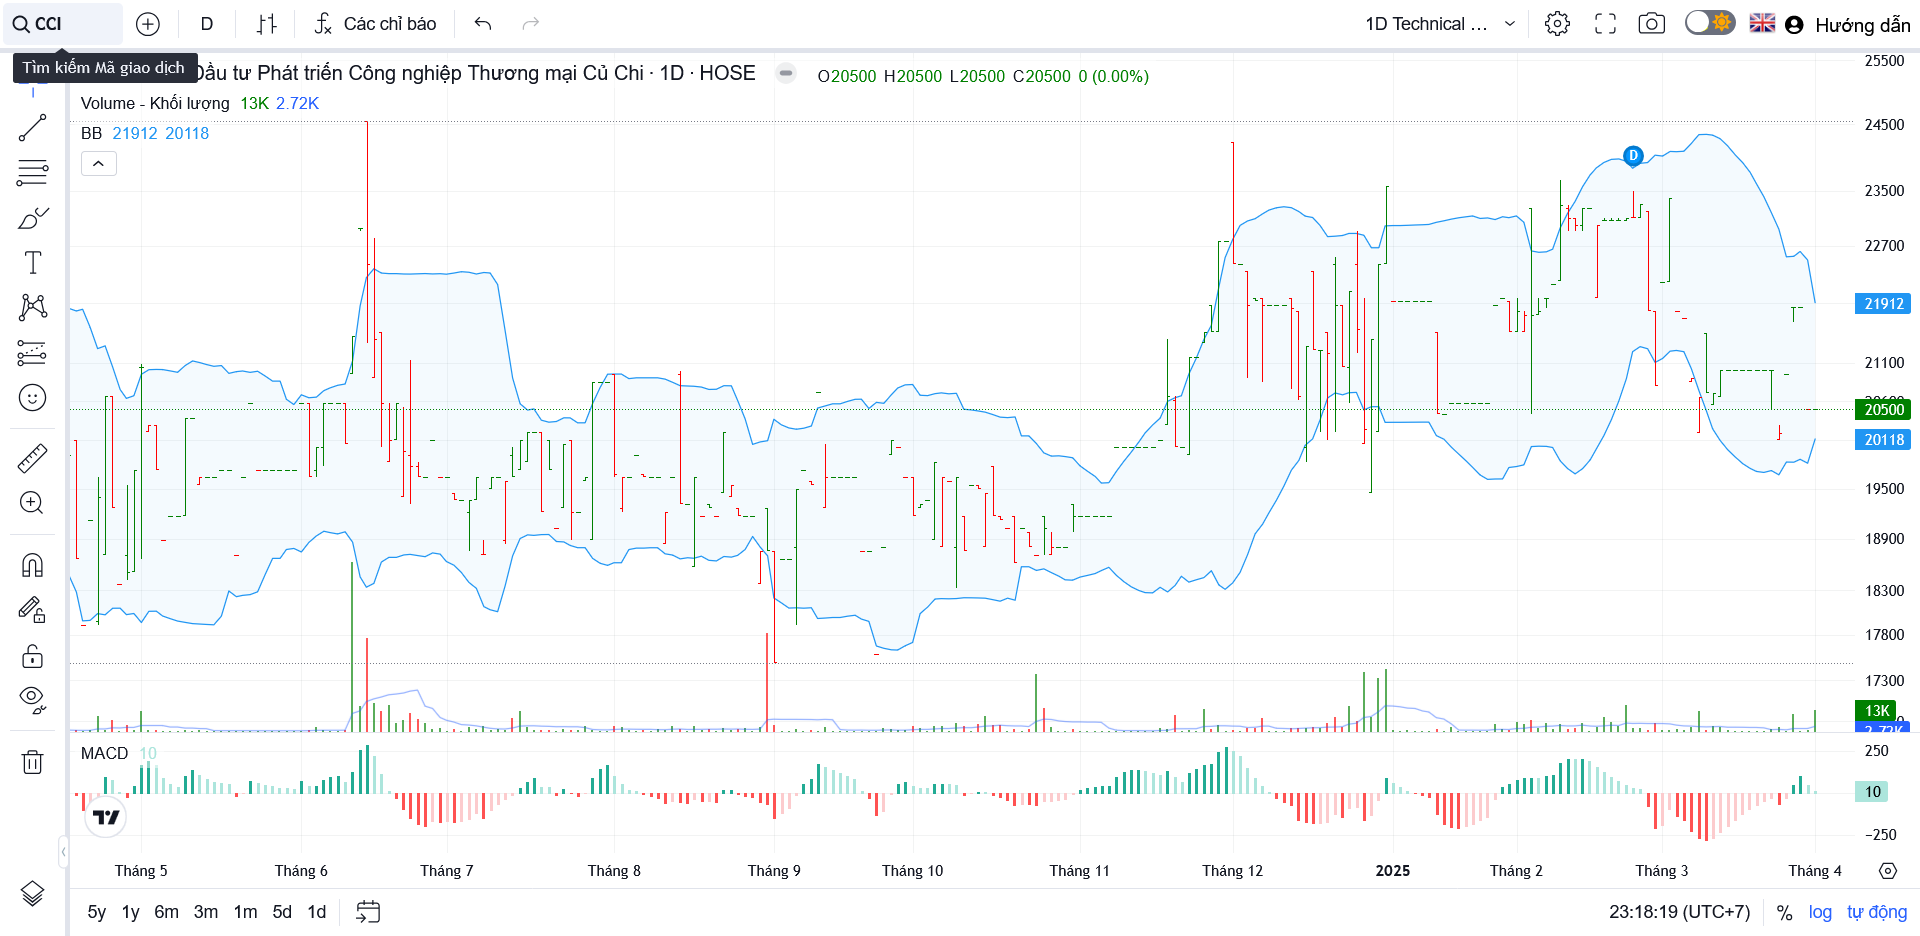 CCI
D
Các chỉ báo
1D Technical ...
Hướng dẫn
Tìm kiếm Mã giao dịch
Đầu tư Phát triển Công nghiệp Thương mại Củ Chi · 1D · HOSE
O20500 H20500 L20500 C20500 0 (0.00%)
Volume - Khối lượng 13K 2.72K
BB 21912 20118
D
25500
24500
23500
22700
21912
21100
20500
20118
19500
18900
18300
17800
17300
13K
2.72K
MACD 10
250
10
−250
Tháng 5 Tháng 6 Tháng 7 Tháng 8 Tháng 9 Tháng 10 Tháng 11 Tháng 12 2025 Tháng 2 Tháng 3 Tháng 4
5y 1y 6m 3m 1m 5d 1d
23:18:19 (UTC+7) % log tự động